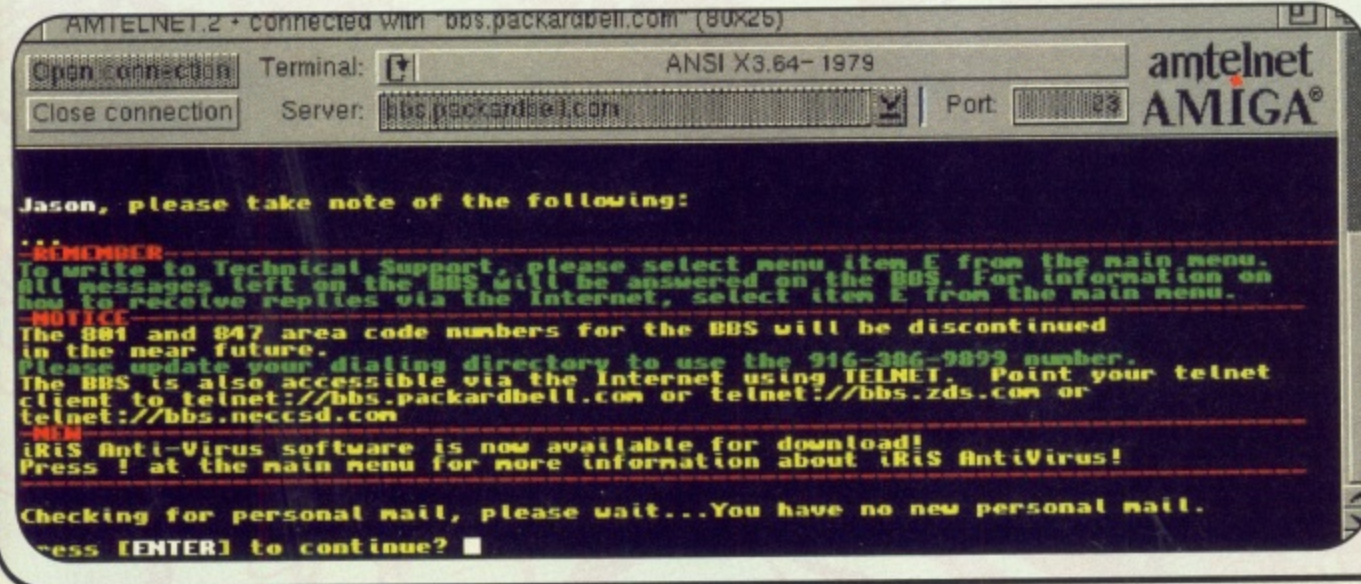 AMTELNET.2 • connected with "bbs.packardbell.com" (80x25)
Open connection Terminal: ANSI X3.64-1979
amtelnet
Close connection Server: bbs.packardbell.com Port: 23
AMIGA®
Jason, please take note of the following:
...
-REMEMBER-
To write to Technical Support, please select menu item E from the main menu.
All messages left on the BBS will be answered on the BBS. For information on
how to receive replies via the Internet, select item E from the main menu.
-NOTICE-
The 801 and 847 area code numbers for the BBS will be discontinued
in the near future.
Please update your dialing directory to use the 916-386-9899 number.
The BBS is also accessible via the Internet using TELNET. Point your telnet
client to telnet://bbs.packardbell.com or telnet://bbs.zds.com or
telnet://bbs.neccsd.com
-NEW-
iRiS Anti-Virus software is now available for download!
Press ! at the main menu for more information about iRiS AntiVirus!
Checking for personal mail, please wait...You have no new personal mail.
ress [ENTER] to continue?